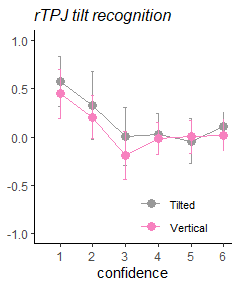 rTPJ tilt recognition
1.0
0.5
0.0
-0.5
-1.0
Tilted
Vertical
1 2 3 4 5 6
confidence